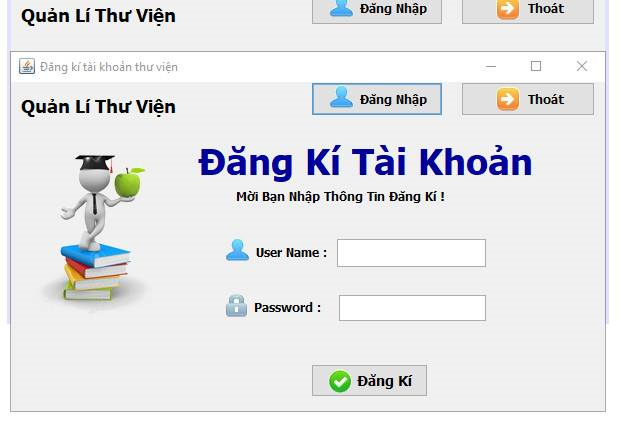 Quản Lí Thư Viện
Đăng Nhập
Thoát
Đăng kí tài khoản thư viện
Quản Lí Thư Viện
Đăng Nhập
Thoát
Đăng Kí Tài Khoản
Mời Bạn Nhập Thông Tin Đăng Kí !
User Name :
Password :
Đăng Kí